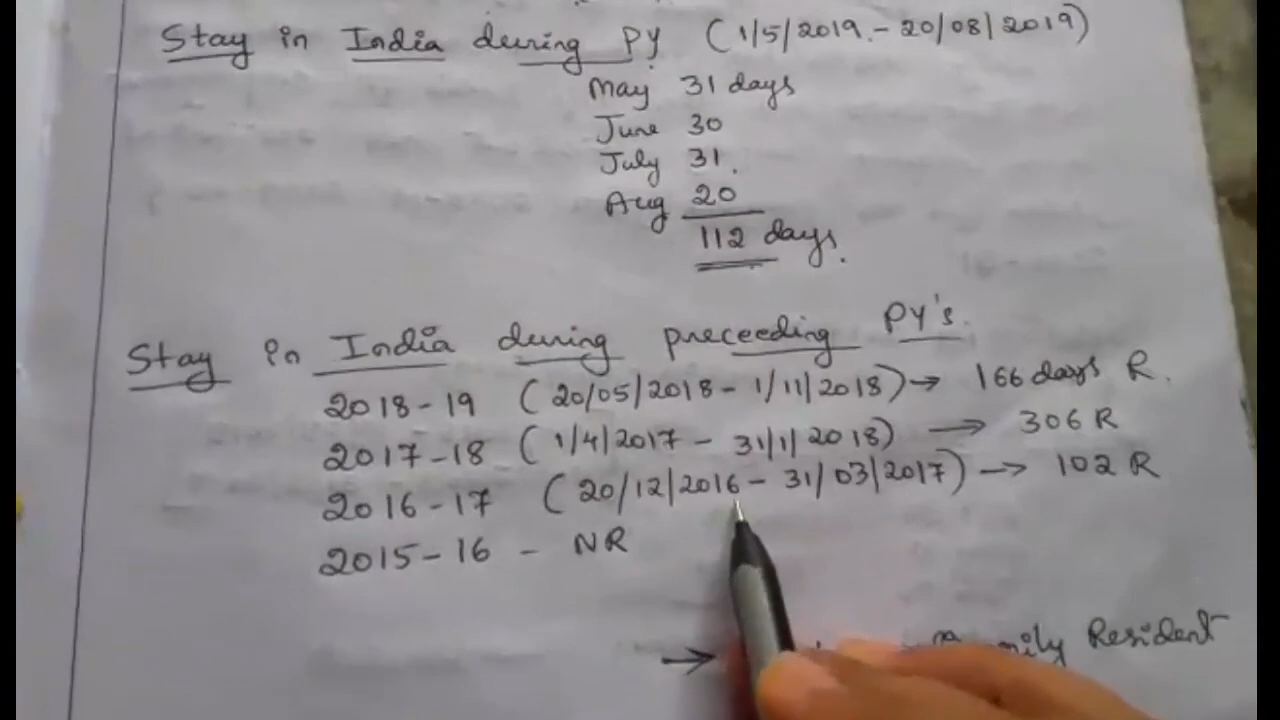 Stay in India during PY (1/5/2019 - 20/08/2019)
May 31 days
June 30
July 31.
Aug 20
112 days.
Stay in India during preceeding PY's.
2018-19 (20/05/2018 - 1/11/2018) → 166 days R.
2017-18 (1/4/2017 - 31/1/2018) → 306 R
2016-17 (20/12/2016 - 31/03/2017) → 102 R
2015-16 - NR
→ Resident